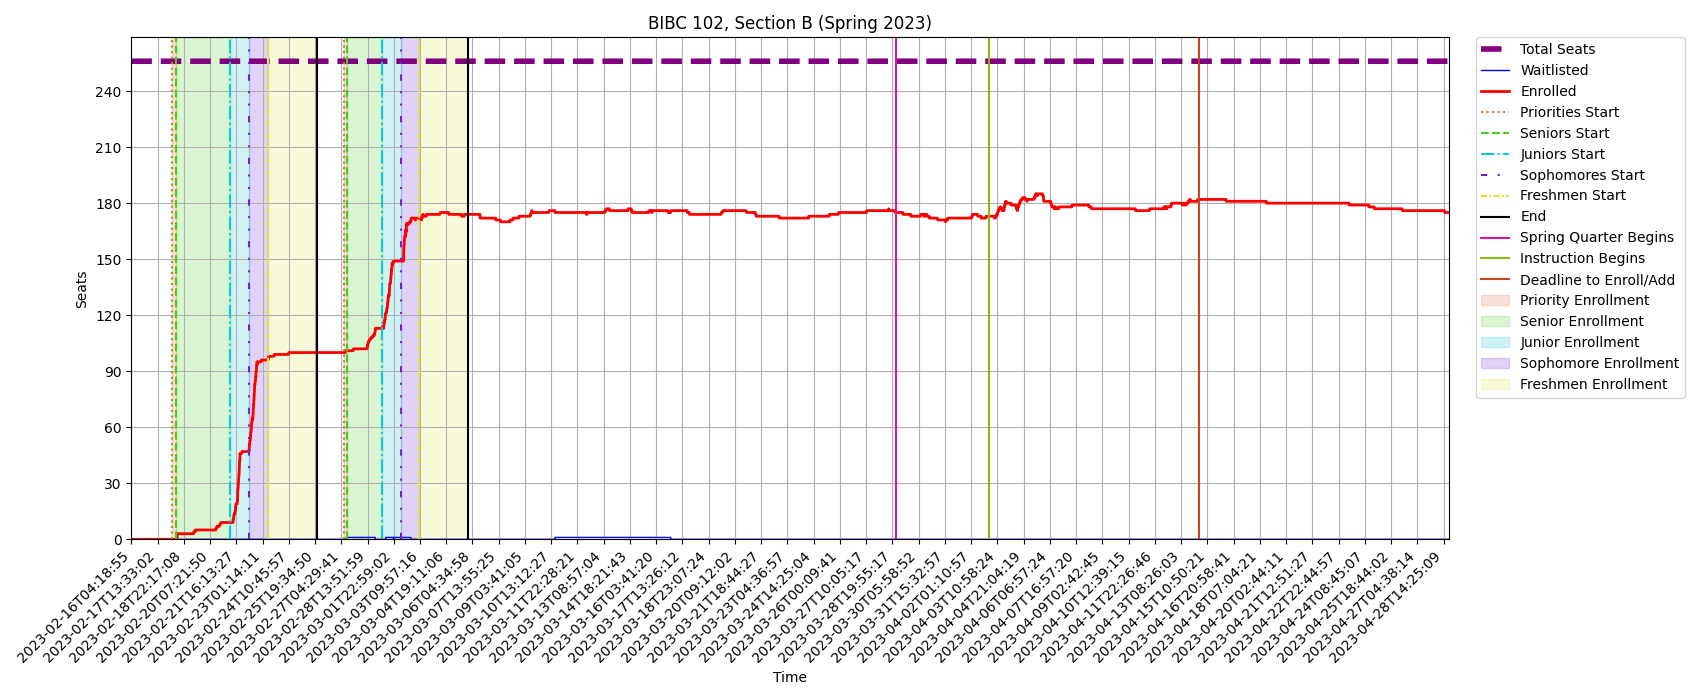 BIBC 102, Section B (Spring 2023)
Seats
240
210
180
150
120
90
60
30
0
2023-02-16T04:18:55
2023-02-17T13:33:02
2023-02-18T22:17:08
2023-02-20T07:21:50
2023-02-21T16:13:27
2023-02-23T01:14:11
2023-02-24T10:45:57
2023-02-25T19:34:50
2023-02-27T04:29:41
2023-02-28T13:51:59
2023-03-01T22:59:02
2023-03-03T09:57:16
2023-03-04T19:11:06
2023-03-06T04:34:58
2023-03-07T13:55:25
2023-03-09T03:41:05
2023-03-10T13:12:27
2023-03-11T22:28:21
2023-03-13T08:57:04
2023-03-14T18:21:43
2023-03-16T03:41:20
2023-03-17T13:26:12
2023-03-18T23:07:24
2023-03-20T09:12:02
2023-03-21T18:44:27
2023-03-23T04:36:57
2023-03-24T14:25:04
2023-03-26T00:09:41
2023-03-27T10:05:17
2023-03-28T19:55:17
2023-03-30T05:58:52
2023-03-31T15:52:32
2023-04-02T01:10:57
2023-04-03T10:58:24
2023-04-04T21:04:19
2023-04-06T06:57:24
2023-04-07T16:57:20
2023-04-09T02:42:45
2023-04-10T12:39:15
2023-04-11T22:26:46
2023-04-13T08:26:03
2023-04-15T10:50:21
2023-04-16T20:58:41
2023-04-18T07:04:21
2023-04-20T02:44:11
2023-04-21T12:51:27
2023-04-22T22:44:57
2023-04-24T08:45:07
2023-04-25T18:44:02
2023-04-27T04:38:14
2023-04-28T14:25:09
Time
Total Seats
Waitlisted
Enrolled
Priorities Start
Seniors Start
Juniors Start
Sophomores Start
Freshmen Start
End
Spring Quarter Begins
Instruction Begins
Deadline to Enroll/Add
Priority Enrollment
Senior Enrollment
Junior Enrollment
Sophomore Enrollment
Freshmen Enrollment